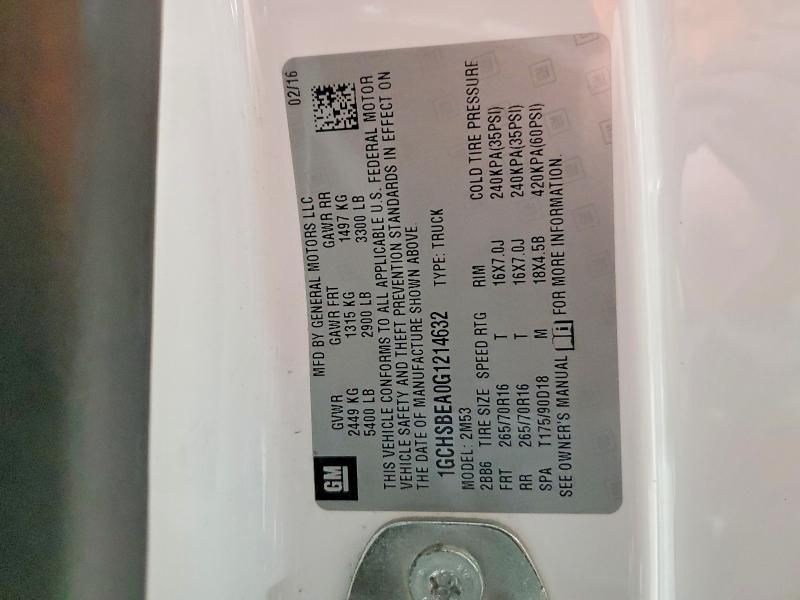 GM
MFD BY GENERAL MOTORS LLC 02/16
GVWR GAWR FRT GAWR RR
2449 KG 1315 KG 1497 KG
5400 LB 2900 LB 3300 LB
THIS VEHICLE CONFORMS TO ALL APPLICABLE U.S. FEDERAL MOTOR
VEHICLE SAFETY AND THEFT PREVENTION STANDARDS IN EFFECT ON
THE DATE OF MANUFACTURE SHOWN ABOVE.
1GCHSBEA0G1214632 TYPE: TRUCK
MODEL: 2M53
2BB6 TIRE SIZE SPEED RTG RIM COLD TIRE PRESSURE
FRT 265/70R16 T 16X7.0J 240KPA(35PSI)
RR 265/70R16 T 16X7.0J 240KPA(35PSI)
SPA T175/90D18 M 18X4.5B 420KPA(60PSI)
SEE OWNER'S MANUAL FOR MORE INFORMATION.